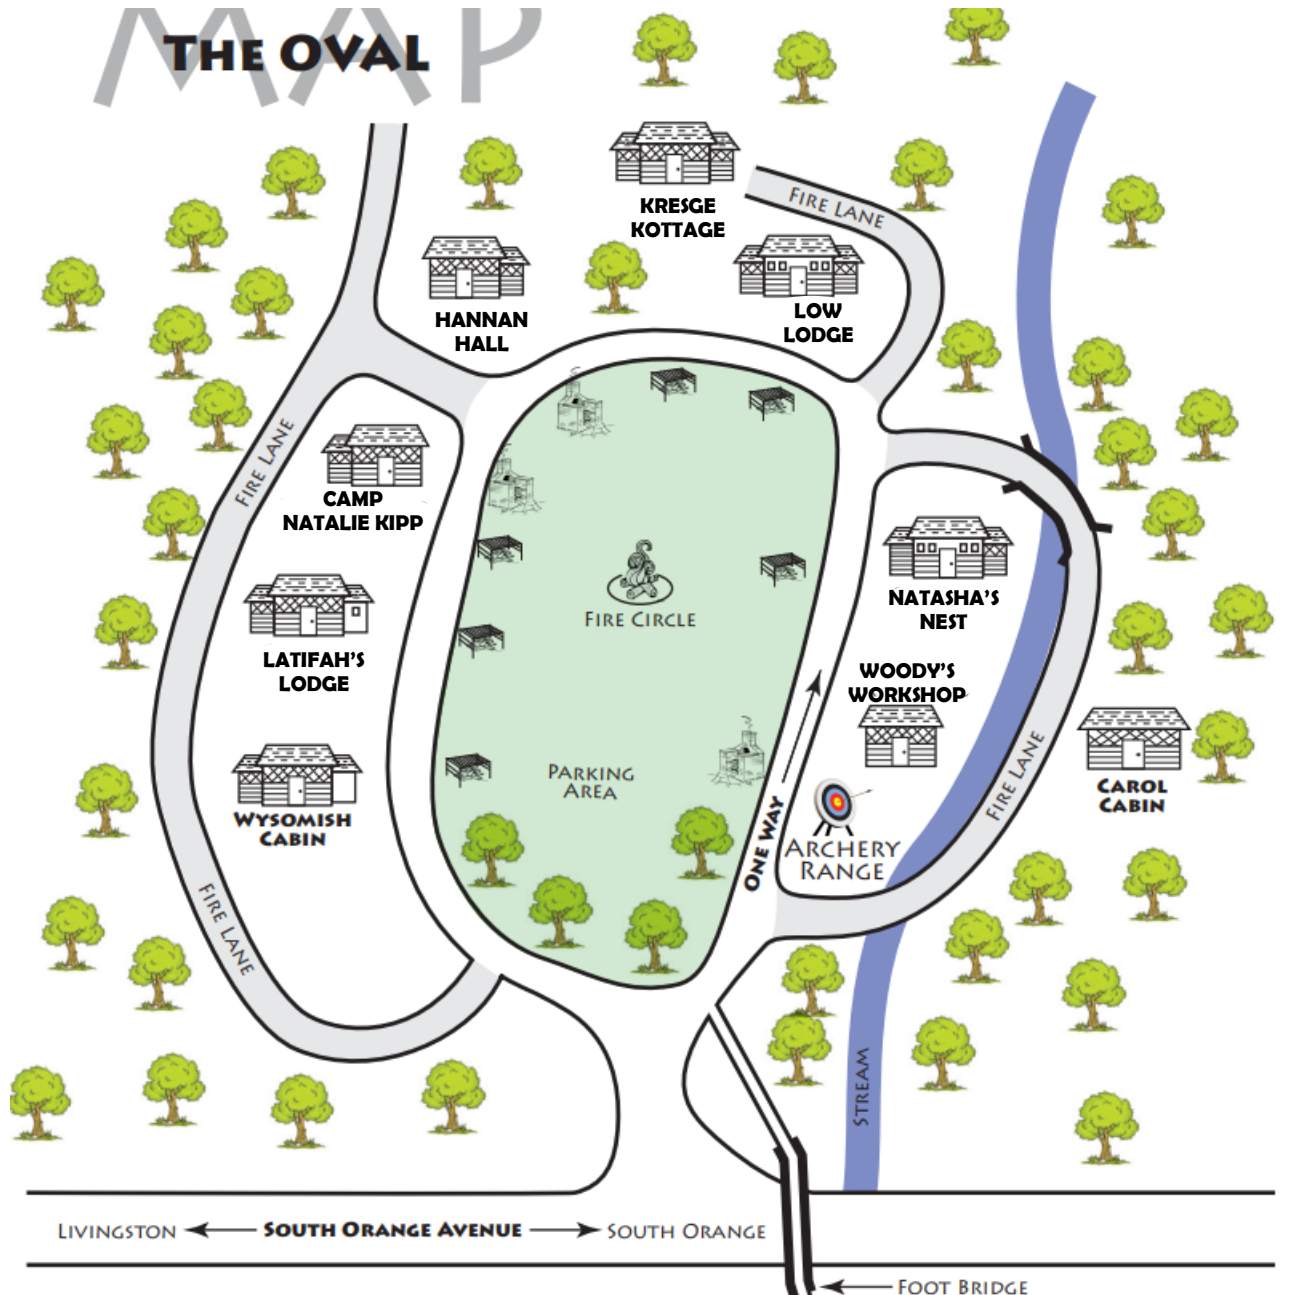 MAP
THE OVAL
KRESGE
KOTTAGE
FIRE LANE
HANNAN
HALL
LOW
LODGE
FIRE LANE
CAMP
NATALIE KIPP
NATASHA'S
NEST
FIRE CIRCLE
LATIFAH'S
LODGE
WOODY'S
WORKSHOP
PARKING
AREA
ONE WAY
FIRE LANE
CAROL
CABIN
WYSOMISH
CABIN
ARCHERY
RANGE
FIRE LANE
STREAM
LIVINGSTON
SOUTH ORANGE AVENUE
SOUTH ORANGE
FOOT BRIDGE